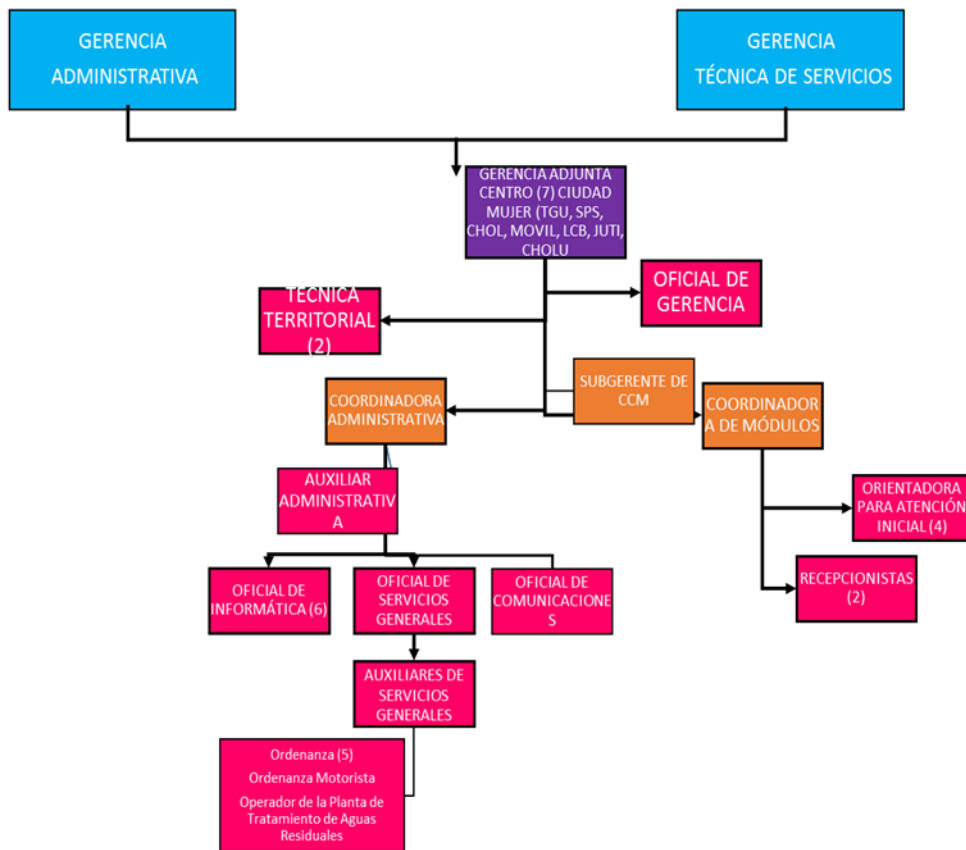 GERENCIA
ADMINISTRATIVA
GERENCIA
TÉCNICA DE SERVICIOS
GERENCIA ADJUNTA
CENTRO (7) CIUDAD
MUJER (TGU, SPS,
CHOL, MOVIL, LCB, JUTI,
CHOLU
OFICIAL DE
GERENCIA
TÉCNICA
TERRITORIAL
(2)
SUBGERENTE DE
CCM
COORDINADORA
ADMINISTRATIVA
COORDINADOR
A DE MÓDULOS
AUXILIAR
ADMINISTRATIV
A
ORIENTADORA
PARA ATENCIÓN
INICIAL (4)
RECEPCIONISTAS
(2)
OFICIAL DE
INFORMÁTICA (6)
OFICIAL DE
SERVICIOS
GENERALES
OFICIAL DE
COMUNICACIONE
S
AUXILIARES DE
SERVICIOS
GENERALES
Ordenanza (5)
Ordenanza Motorista
Operador de la Planta de
Tratamiento de Aguas
Residuales